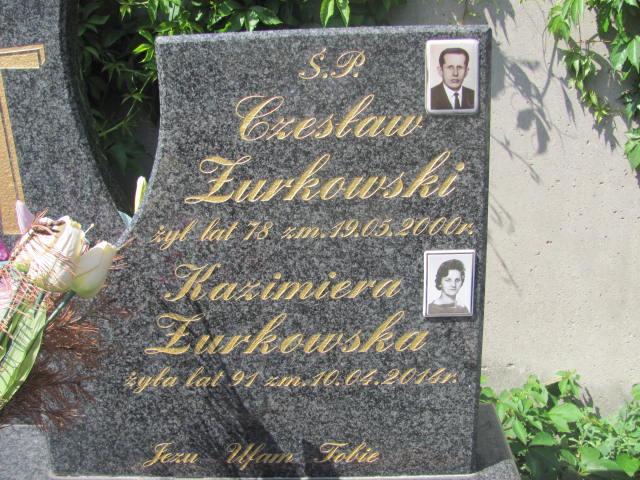 Ś.P.
Czesław
Żurkowski
żył lat 78 zm. 19.05.2000r.
Kazimiera
Żurkowska
żyła lat 91 zm. 10.04.2014r.
Jezu Ufam Tobie